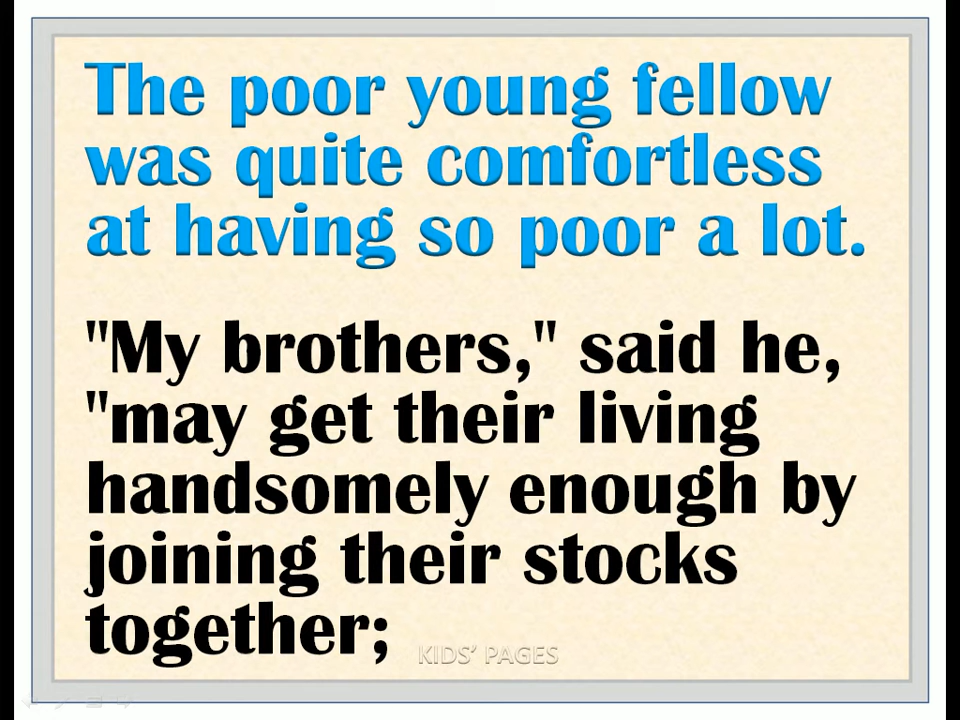 The poor young fellow
was quite comfortless
at having so poor a lot.
"My brothers," said he,
"may get their living
handsomely enough by
joining their stocks
together;
KIDS' PAGES